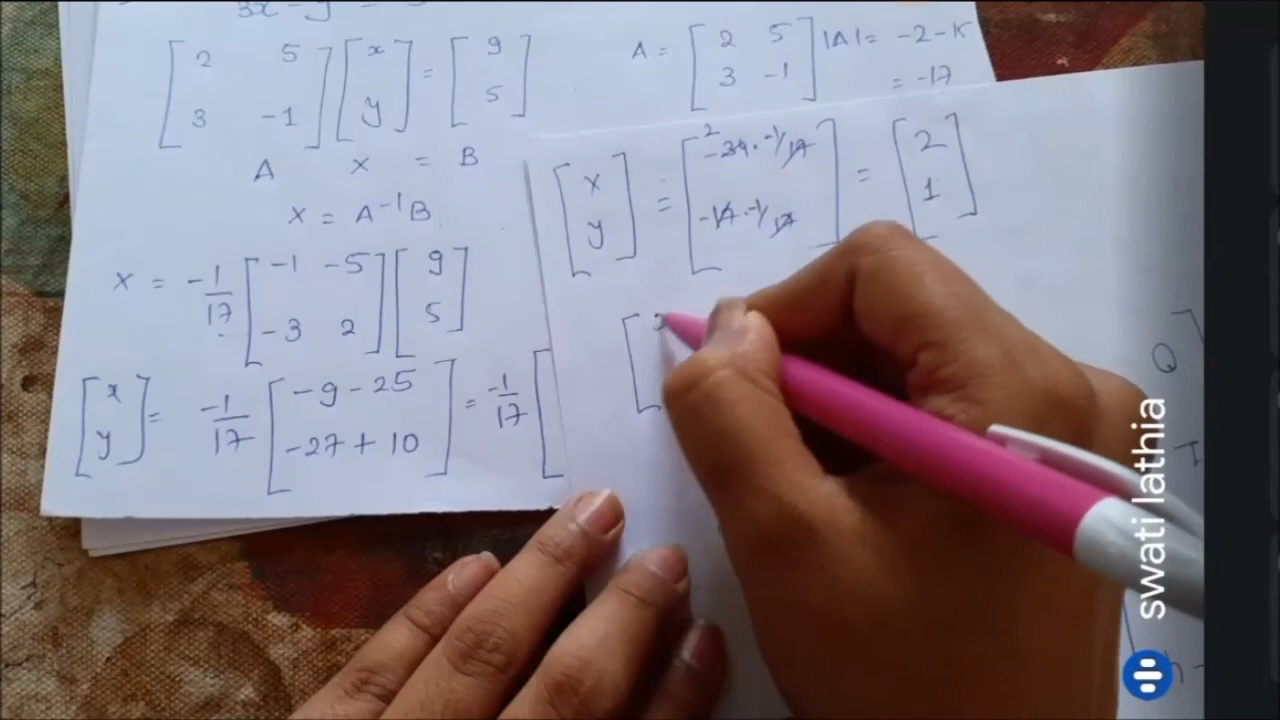 3x - y
[2 5; 3 -1] [x; y] = [9; 5]
A x = B
x = A⁻¹B
x = -1/17 [-1 -5; -3 2] [9; 5]
[x; y] = -1/17 [-9 - 25; -27 + 10] = -1/17 [
A = [2 5; 3 -1] |A| = -2 - 15
= -17
[x; y] = [-34 · -1/17; -17 · -1/17] = [2; 1]
swati lathia